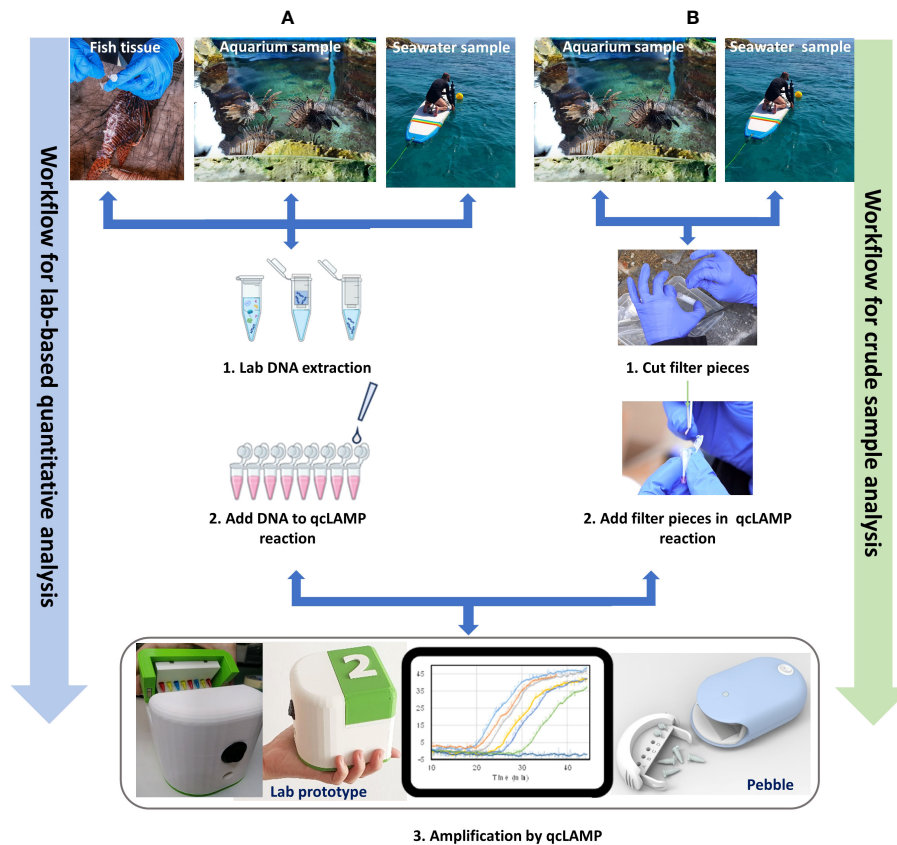 A
B
Fish tissue
Aquarium sample
Seawater sample
Aquarium sample
Seawater sample
Workflow for lab-based quantitative analysis
Workflow for crude sample analysis
1. Lab DNA extraction
1. Cut filter pieces
2. Add DNA to qcLAMP
reaction
2. Add filter pieces in qcLAMP
reaction
2
Lab prototype
45
35
25
15
5
-5
10
20
30
40
Pebble
3. Amplification by qcLAMP